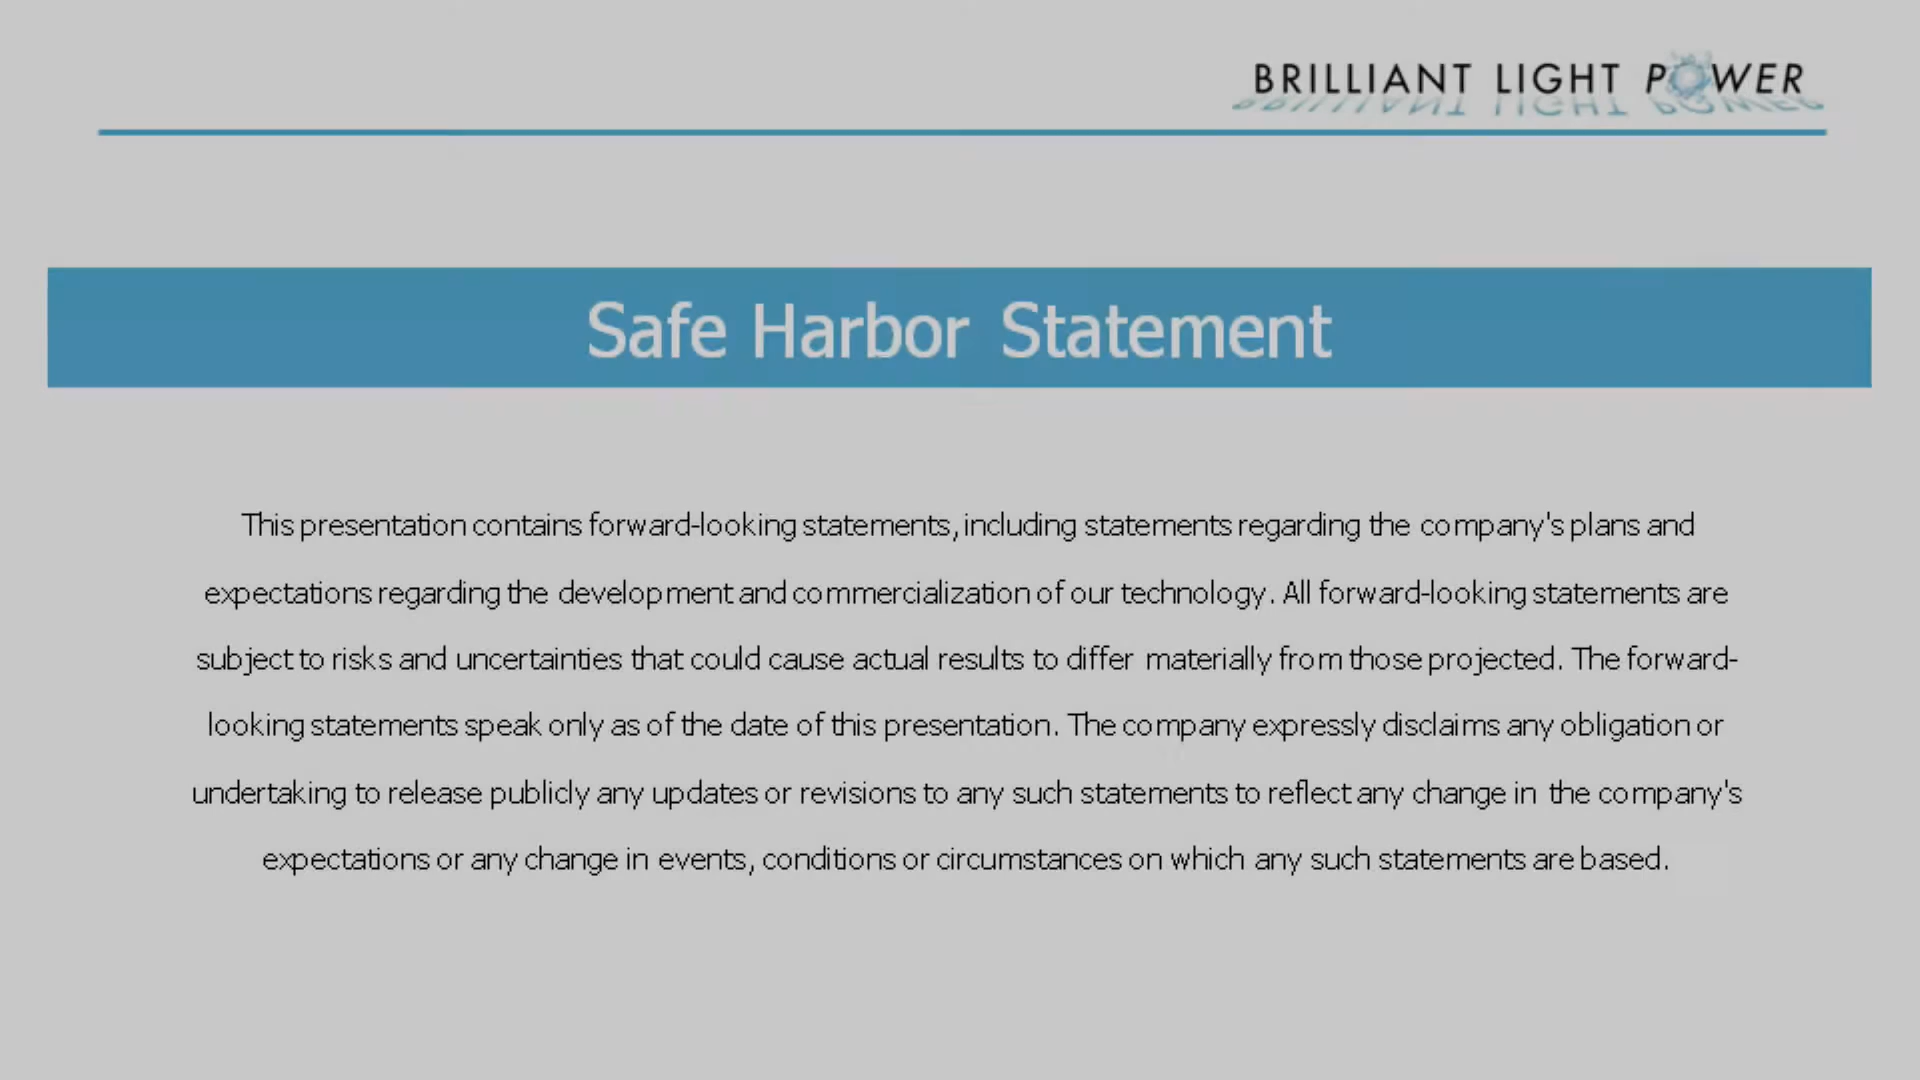 BRILLIANT LIGHT POWER
Safe Harbor Statement
This presentation contains forward-looking statements, including statements regarding the company's plans and
expectations regarding the development and commercialization of our technology. All forward-looking statements are
subject to risks and uncertainties that could cause actual results to differ materially from those projected. The forward-
looking statements speak only as of the date of this presentation. The company expressly disclaims any obligation or
undertaking to release publicly any updates or revisions to any such statements to reflect any change in the company's
expectations or any change in events, conditions or circumstances on which any such statements are based.